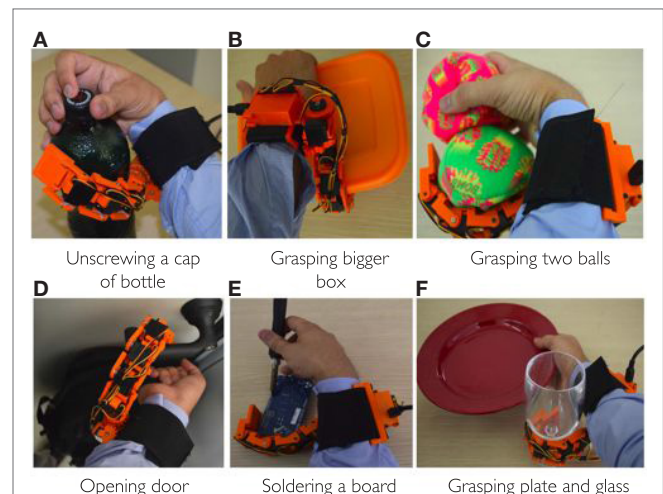 A
B
C
Unscrewing a cap
of bottle
Grasping bigger
box
Grasping two balls
D
E
F
Opening door
Soldering a board
Grasping plate and glass